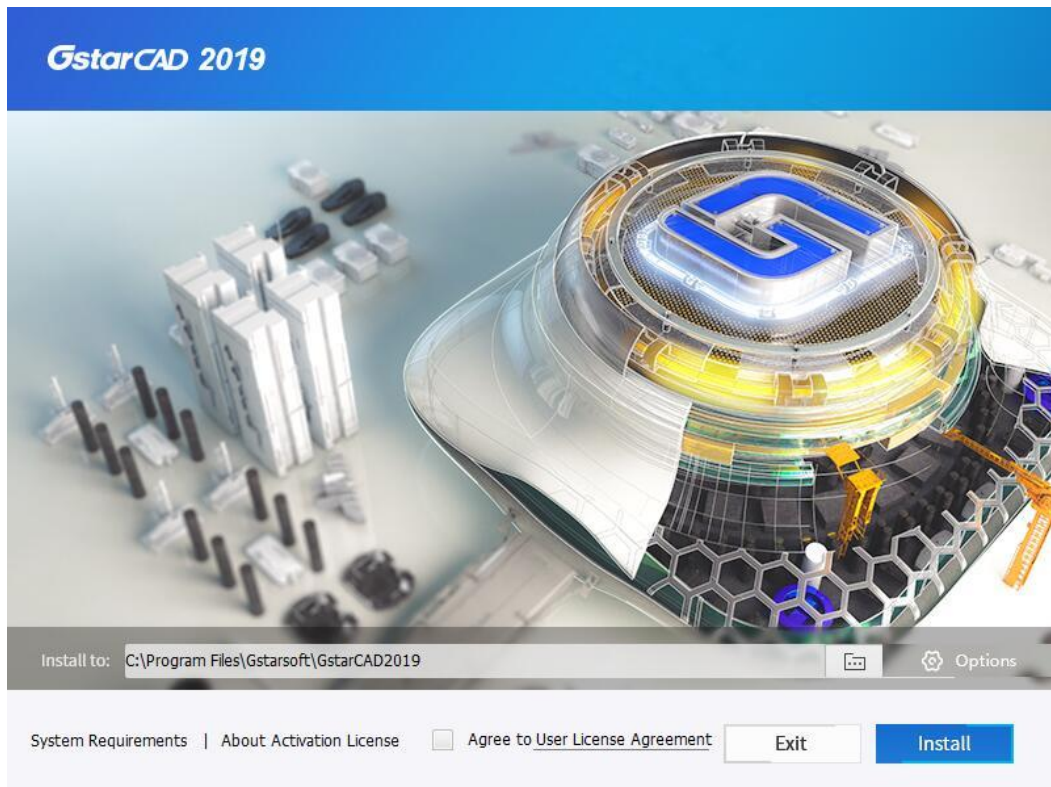 GstarCAD 2019
Install to: C:\Program Files\Gstarsoft\GstarCAD2019 Options
System Requirements | About Activation License Agree to User License Agreement Exit Install